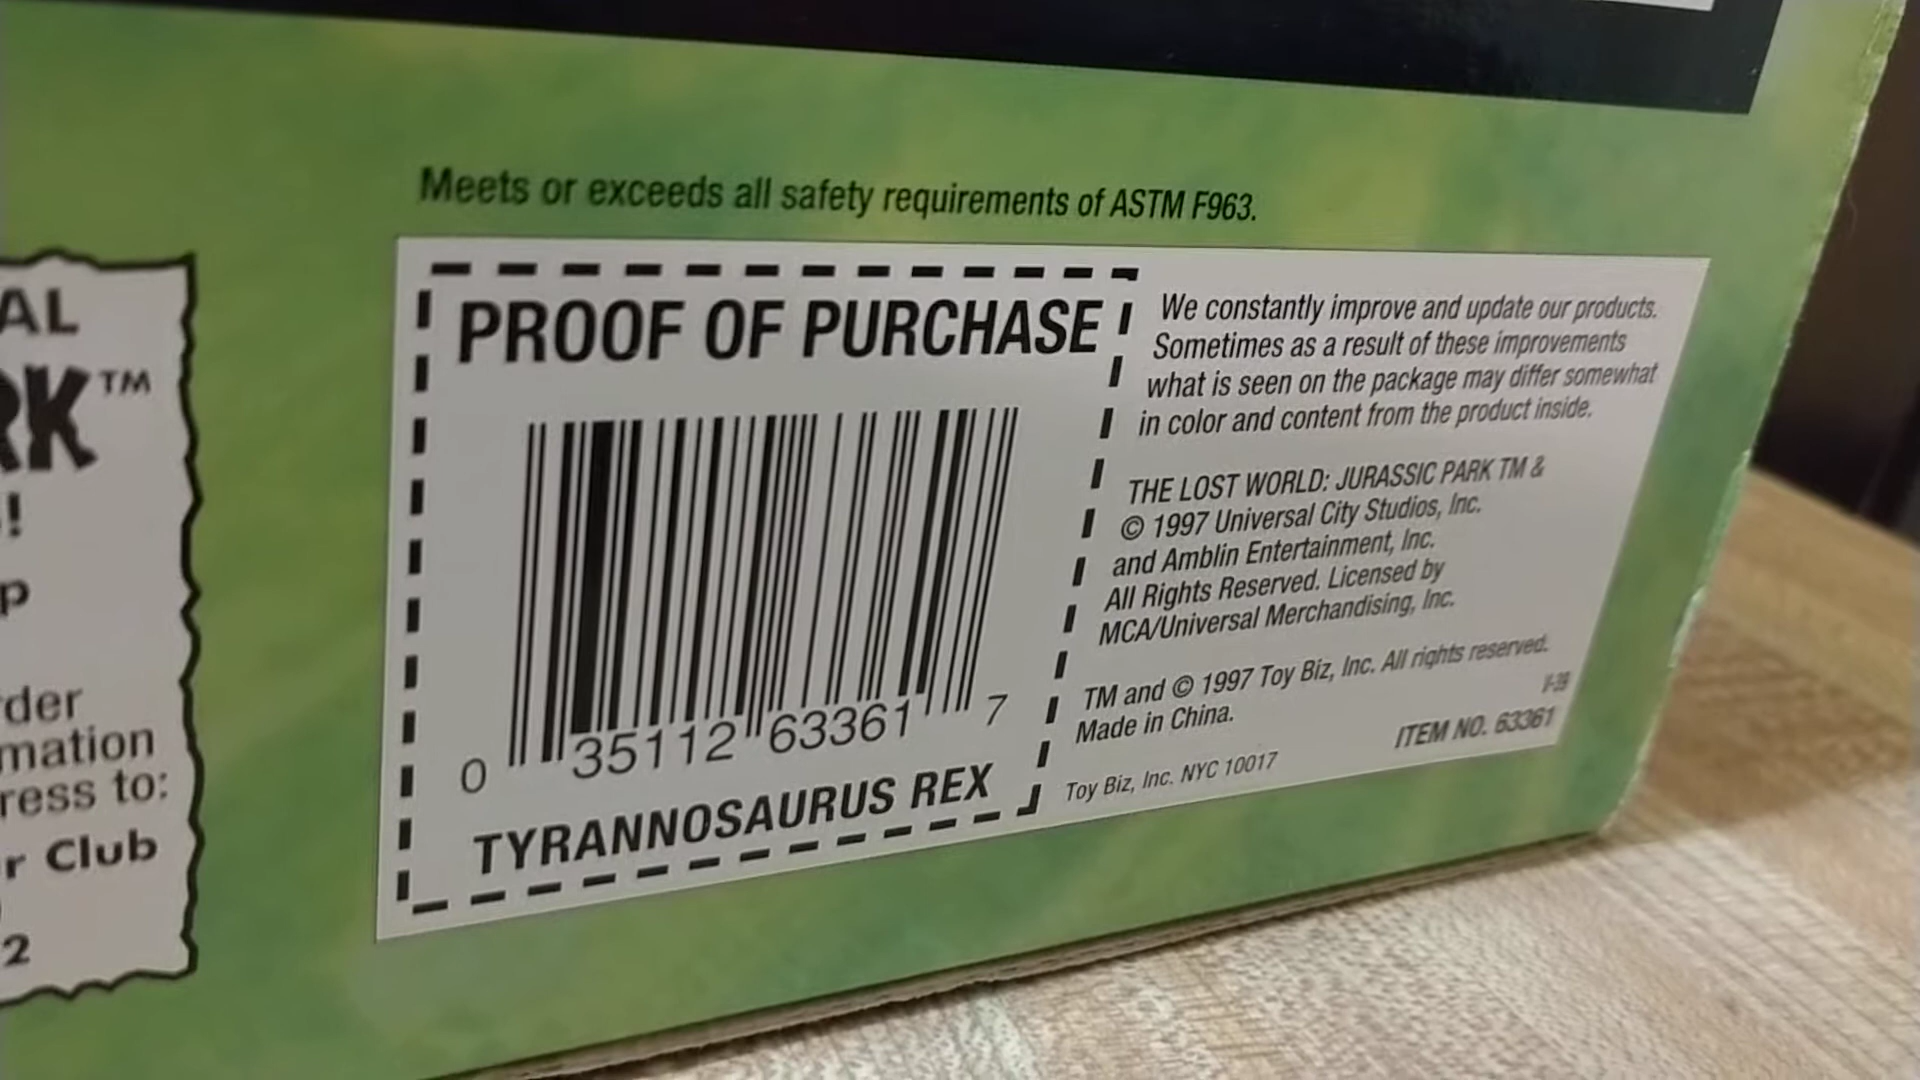 Meets or exceeds all safety requirements of ASTM F963.
AL
RK™
!
p
rder
mation
ress to:
r Club
2
PROOF OF PURCHASE
0 35112 63361 7
TYRANNOSAURUS REX
We constantly improve and update our products.
Sometimes as a result of these improvements
what is seen on the package may differ somewhat
in color and content from the product inside.
THE LOST WORLD: JURASSIC PARK TM &
© 1997 Universal City Studios, Inc.
and Amblin Entertainment, Inc.
All Rights Reserved. Licensed by
MCA/Universal Merchandising, Inc.
TM and © 1997 Toy Biz, Inc. All rights reserved.
Made in China.
ITEM NO. 63361
Toy Biz, Inc. NYC 10017